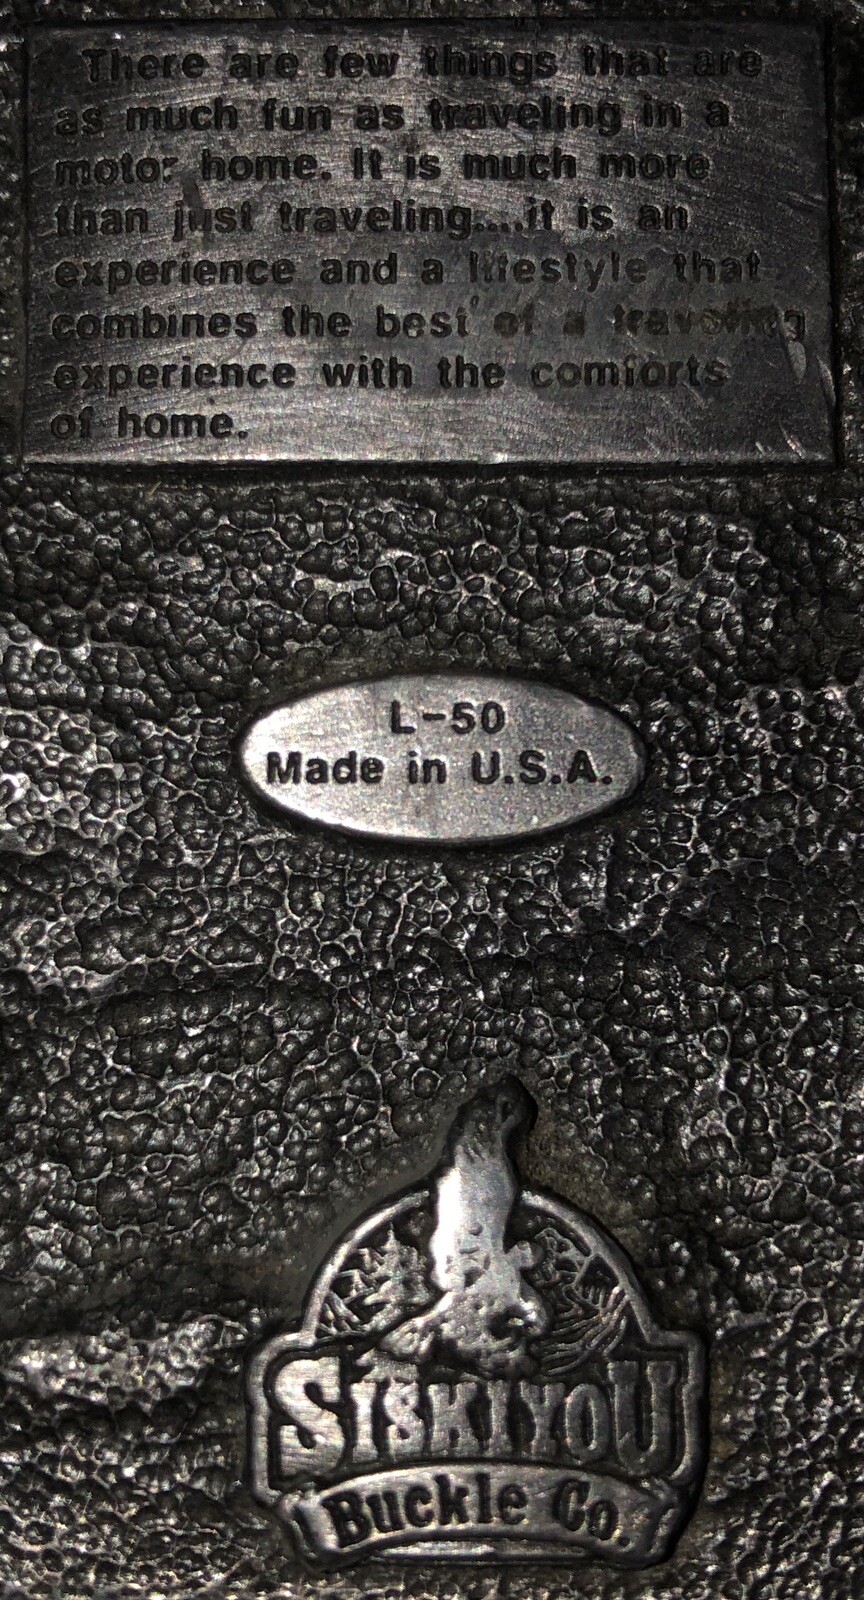 There are few things that are
as much fun as traveling in a
motor home. It is much more
than just traveling....it is an
experience and a lifestyle that
combines the best of a traveling
experience with the comforts
of home.
L-50
Made in U.S.A.
SISKIYOU
Buckle Co.